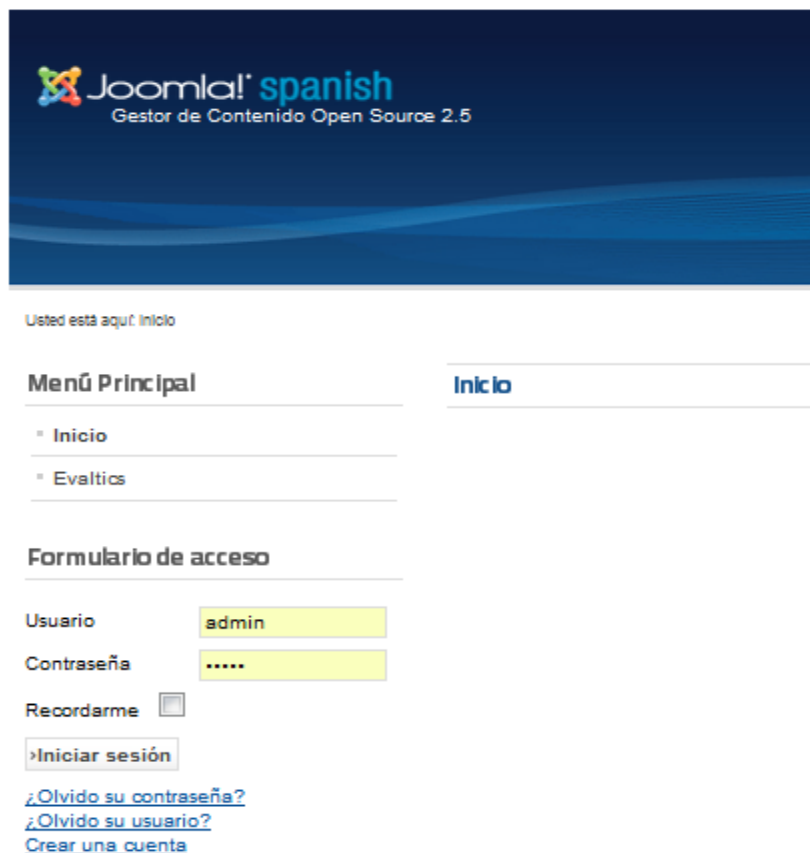 Joomla! spanish
Gestor de Contenido Open Source 2.5
Usted está aquí: Inicio
Menú Principal
Inicio
Evaltics
Inicio
Formulario de acceso
Usuario admin
Contraseña •••••
Recordarme
›Iniciar sesión
¿Olvido su contraseña?
¿Olvido su usuario?
Crear una cuenta